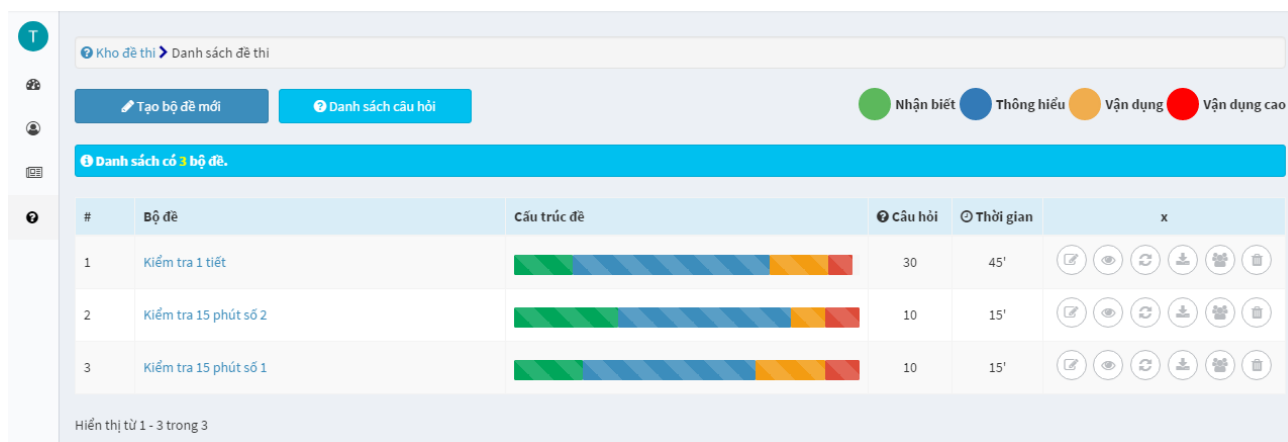 T
Kho đề thi Danh sách đề thi
Tạo bộ đề mới Danh sách câu hỏi Nhận biết Thông hiểu Vận dụng Vận dụng cao
Danh sách có 3 bộ đề.
# Bộ đề Cấu trúc đề Câu hỏi Thời gian x
1 Kiểm tra 1 tiết 30 45'
2 Kiểm tra 15 phút số 2 10 15'
3 Kiểm tra 15 phút số 1 10 15'
Hiển thị từ 1 - 3 trong 3